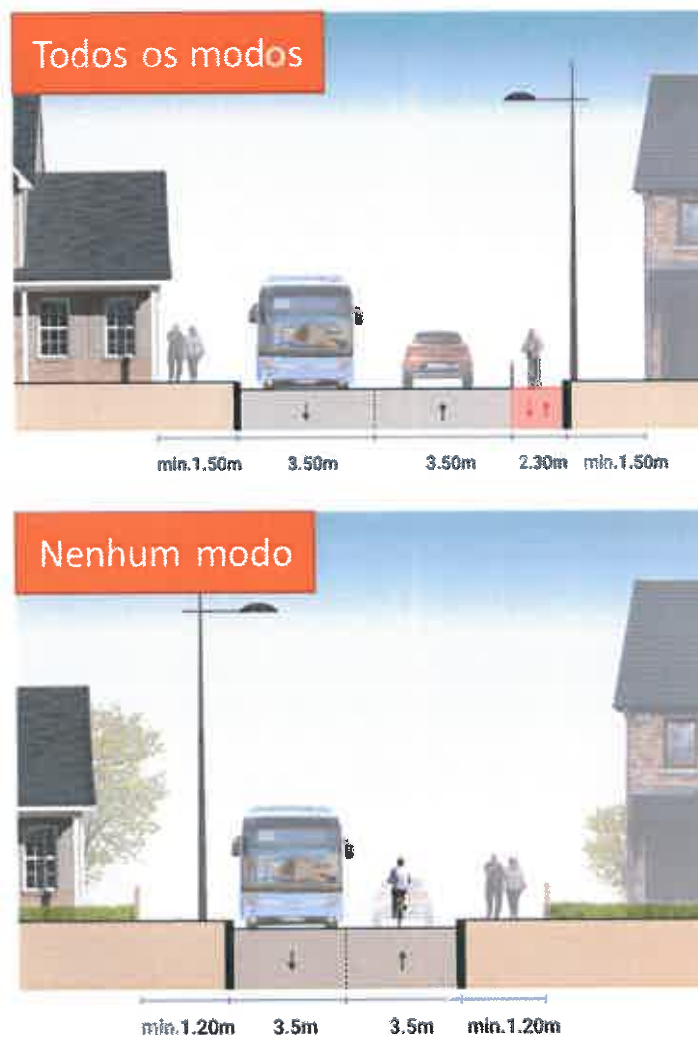 Todos os modos
min.1.50m 3.50m 3.50m 2.30m min.1.50m
Nenhum modo
min.1.20m 3.5m 3.5m min.1.20m